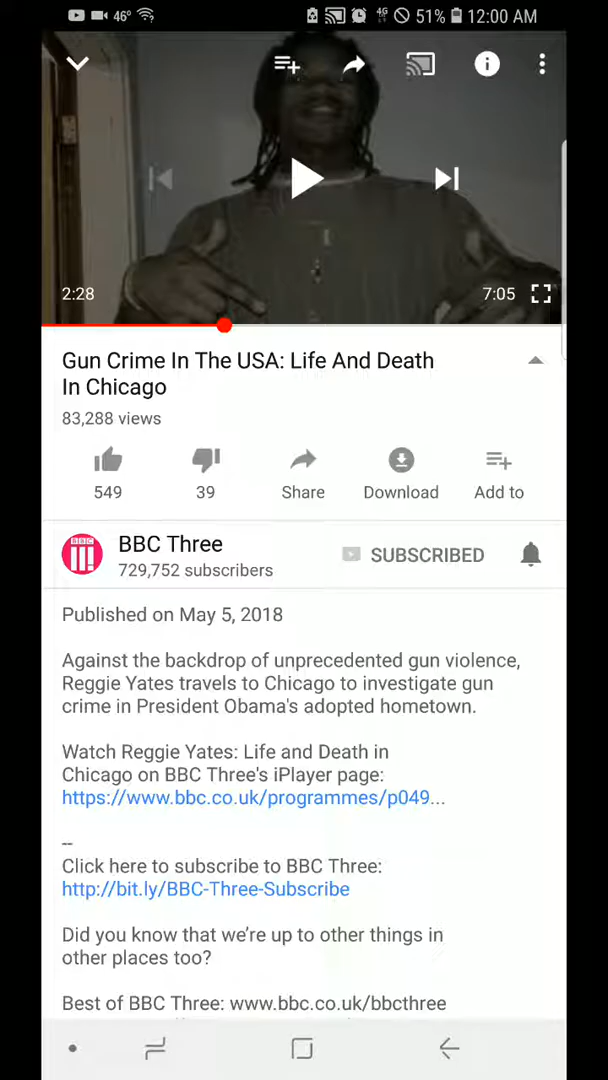 46° 4G 51% 12:00 AM
2:28 7:05
Gun Crime In The USA: Life And Death
In Chicago
83,288 views
549 39 Share Download Add to
BBC
BBC Three
729,752 subscribers
SUBSCRIBED
Published on May 5, 2018
Against the backdrop of unprecedented gun violence,
Reggie Yates travels to Chicago to investigate gun
crime in President Obama's adopted hometown.
Watch Reggie Yates: Life and Death in
Chicago on BBC Three's iPlayer page:
https://www.bbc.co.uk/programmes/p049...
--
Click here to subscribe to BBC Three:
http://bit.ly/BBC-Three-Subscribe
Did you know that we’re up to other things in
other places too?
Best of BBC Three: www.bbc.co.uk/bbcthree